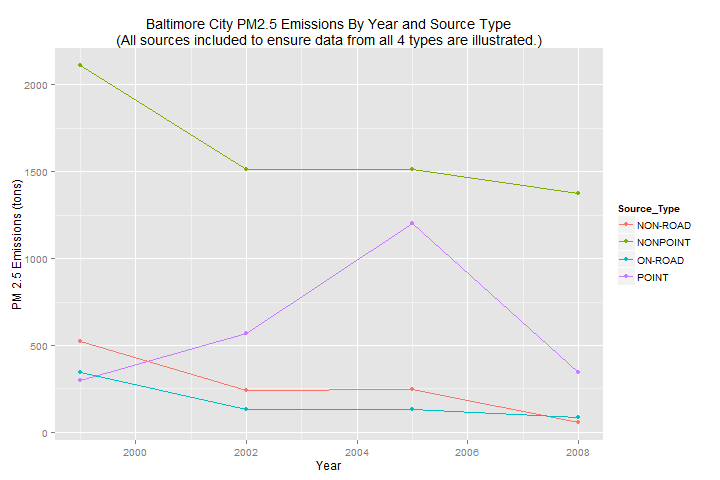 Baltimore City PM2.5 Emissions By Year and Source Type
(All sources included to ensure data from all 4 types are illustrated.)
PM 2.5 Emissions (tons)
2000
1500
1000
500
0
2000
2002
2004
2006
2008
Year
Source_Type
NON-ROAD
NONPOINT
ON-ROAD
POINT